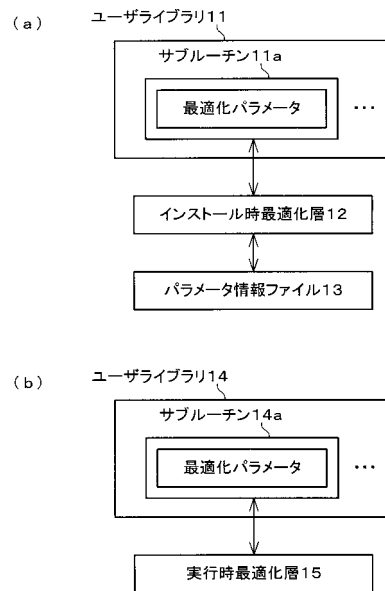 (a)
ユーザライブラリ11
サブルーチン11a
最適化パラメータ
...
インストール時最適化層12
パラメータ情報ファイル13
(b)
ユーザライブラリ14
サブルーチン14a
最適化パラメータ
...
実行時最適化層15